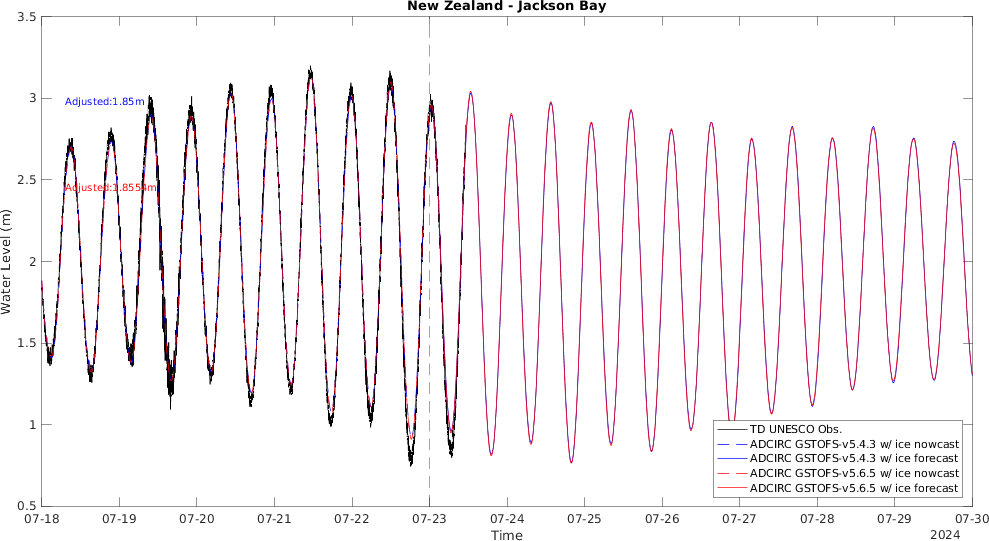 New Zealand - Jackson Bay
3.5
3
2.5
2
1.5
1
0.5
Water Level (m)
Adjusted:1.85m
Adjusted:1.8554m
TD UNESCO Obs.
ADCIRC GSTOFS-v5.4.3 w/ ice nowcast
ADCIRC GSTOFS-v5.4.3 w/ ice forecast
ADCIRC GSTOFS-v5.6.5 w/ ice nowcast
ADCIRC GSTOFS-v5.6.5 w/ ice forecast
07-18 07-19 07-20 07-21 07-22 07-23 07-24 07-25 07-26 07-27 07-28 07-29 07-30
Time
2024